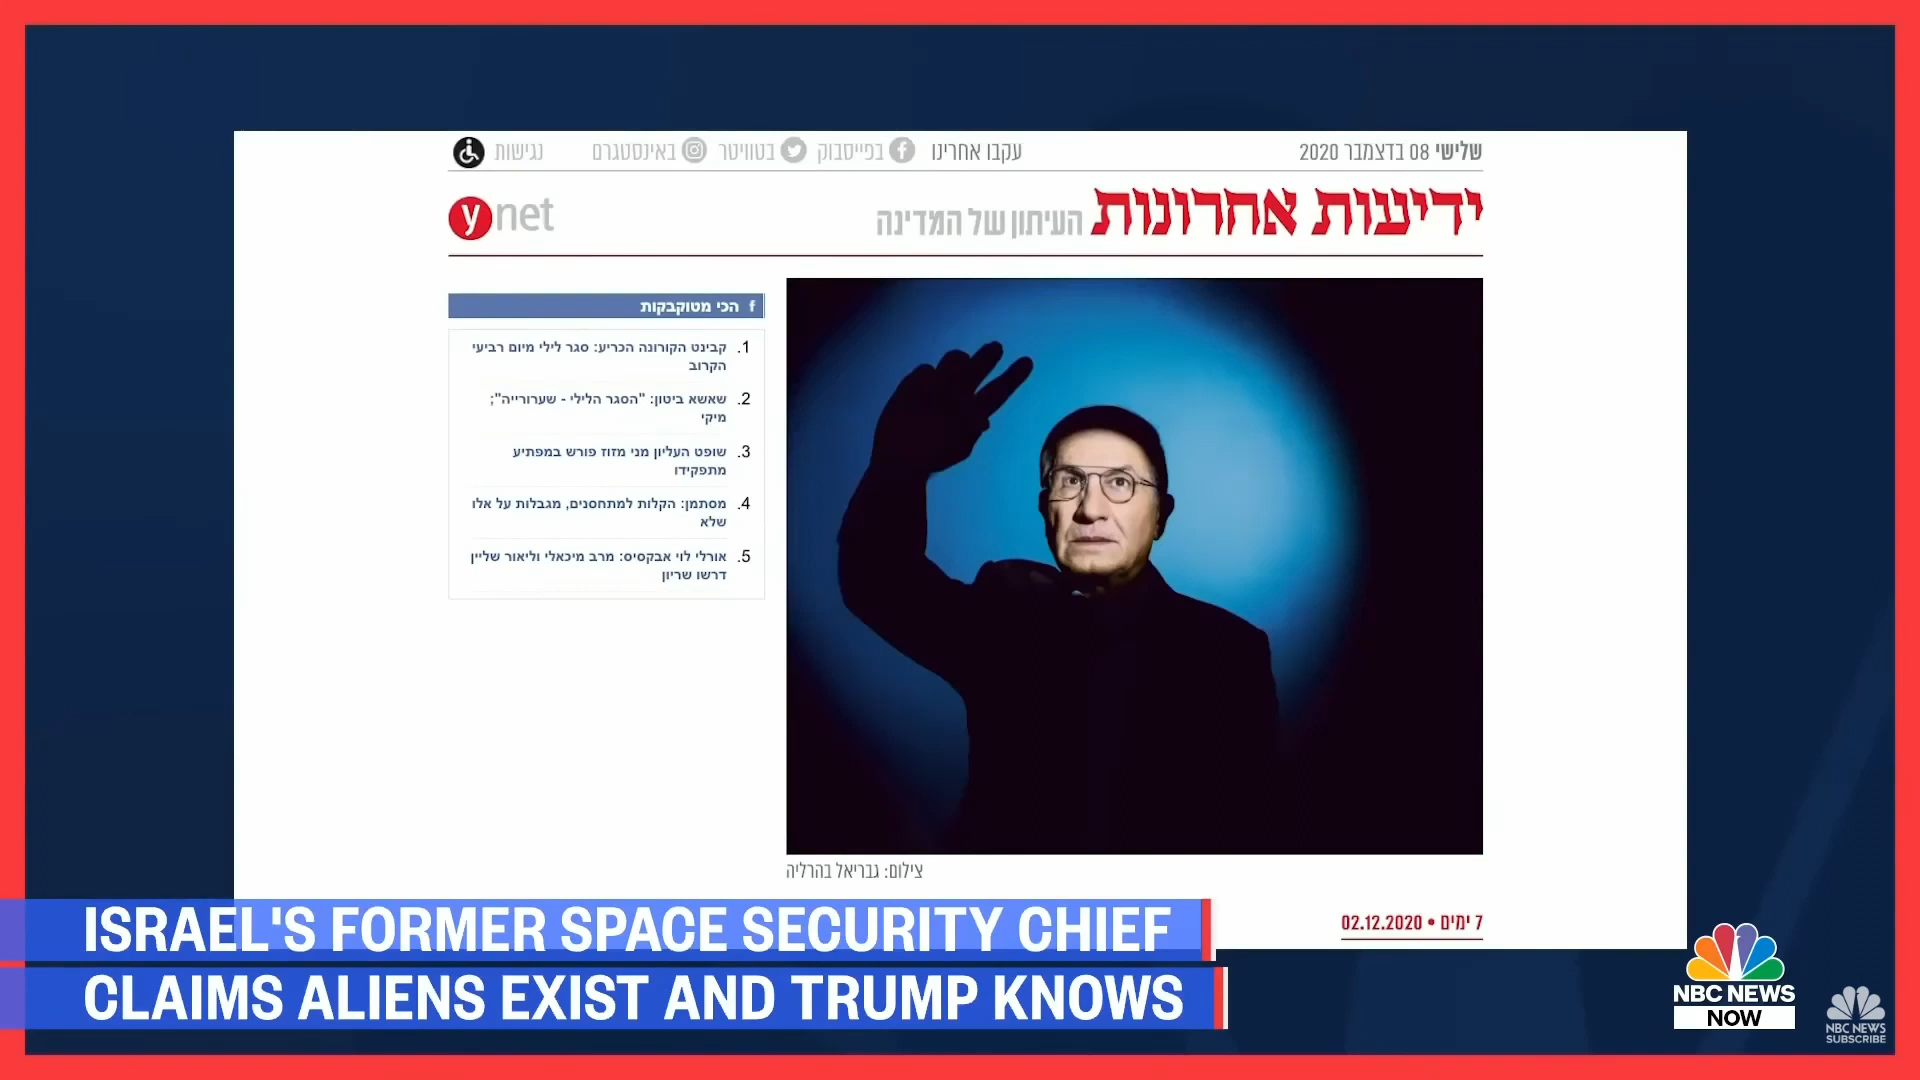 שלישי 08 בדצמבר 2020
עקבו אחרינו בפייסבוק בטוויטר באינסטגרם נגישות
ידיעות אחרונות העיתון של המדינה
ynet
f הכי מטוקבקות
1. קבינט הקורונה הכריע: סגר לילי מיום רביעי
הקרוב
2. שאשא ביטון: "הסגר הלילי - שערורייה";
מיקי
3. שופט העליון מני מזוז פורש במפתיע
מתפקידו
4. מסתמן: הקלות למתחסנים, מגבלות על אלו
שלא
5. אורלי לוי אבקסיס: מרב מיכאלי וליאור שליין
דרשו שריון
צילום: גבריאל בהרליה
7 ימים • 02.12.2020
ISRAEL'S FORMER SPACE SECURITY CHIEF
CLAIMS ALIENS EXIST AND TRUMP KNOWS
NBC NEWS
NOW
NBC NEWS
SUBSCRIBE